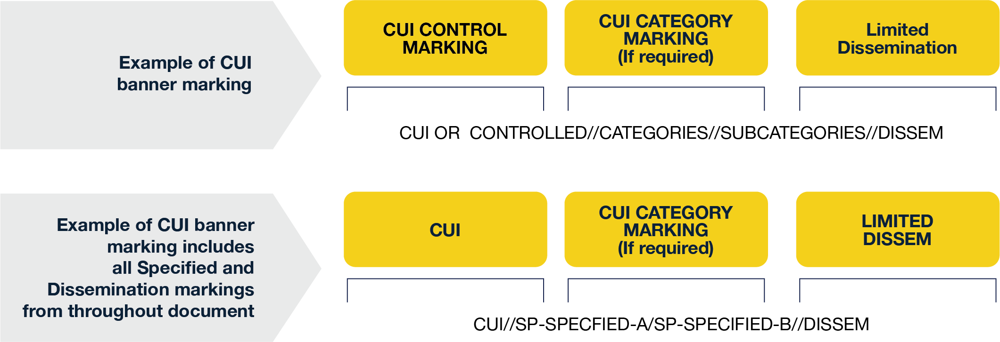 Example of CUI
banner marking
CUI CONTROL
MARKING
CUI CATEGORY
MARKING
(If required)
Limited
Dissemination
CUI OR  CONTROLLED//CATEGORIES//SUBCATEGORIES//DISSEM
Example of CUI banner
marking includes
all Specified and
Dissemination markings
from throughout document
CUI
CUI CATEGORY
MARKING
(If required)
LIMITED
DISSEM
CUI//SP-SPECFIED-A/SP-SPECIFIED-B//DISSEM